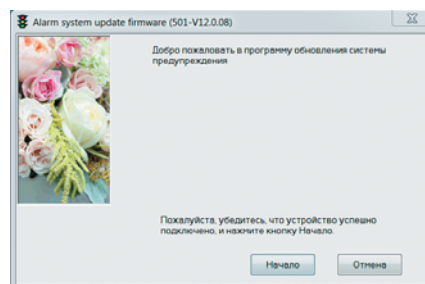 Alarm system update firmware (501-V12.0.08)
Добро пожаловать в программу обновления системы
предупреждения
Пожалуйста, убедитесь, что устройство успешно
подключено, и нажмите кнопку Начало.
Начало
Отмена